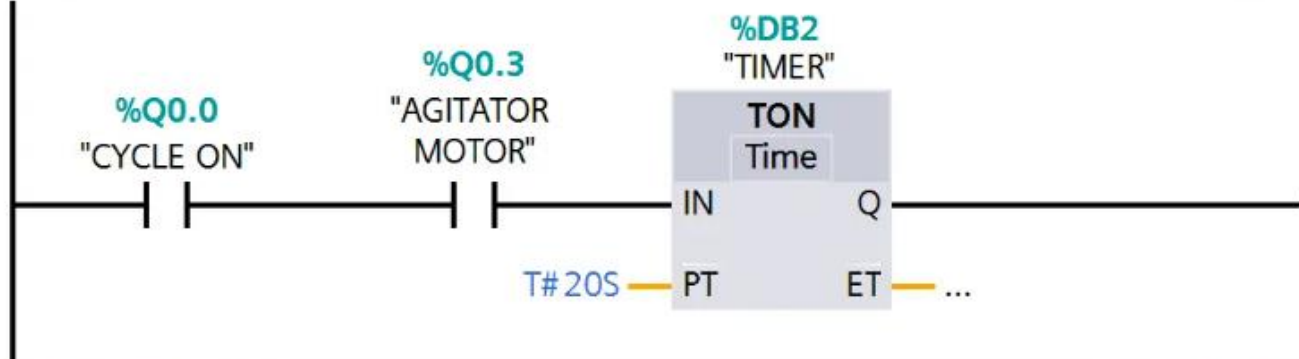 %DB2
"TIMER"
%Q0.3
"AGITATOR
MOTOR"
%Q0.0
"CYCLE ON"
TON
Time
IN
Q
T#20S
PT
ET
...